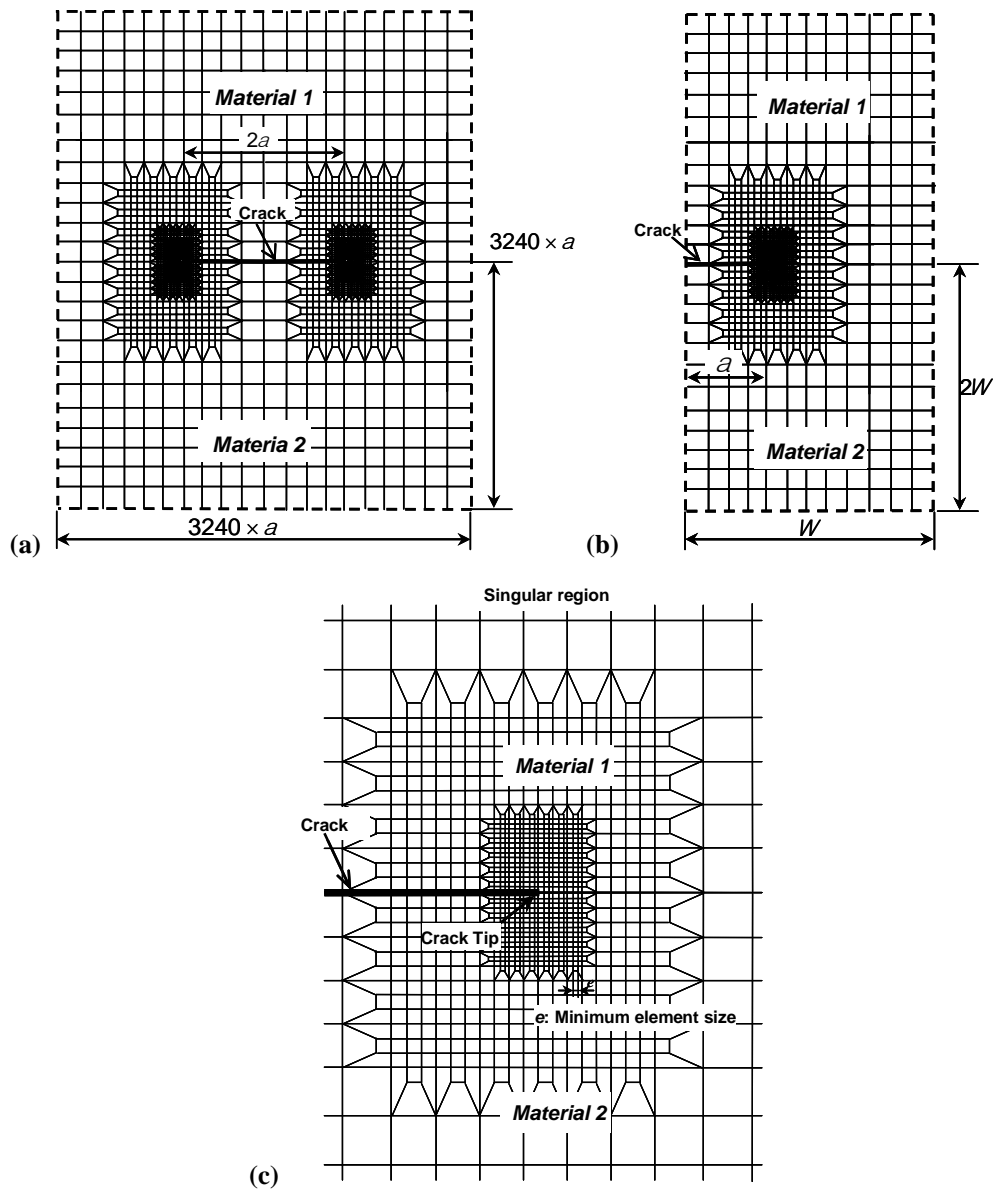 Material 1
2a
Crack
3240 × a
Materia 2
3240 × a
(a)
Material 1
Crack
a
2W
Material 2
W
(b)
Singular region
Material 1
Crack
Crack Tip
e
e: Minimum element size
Material 2
(c)